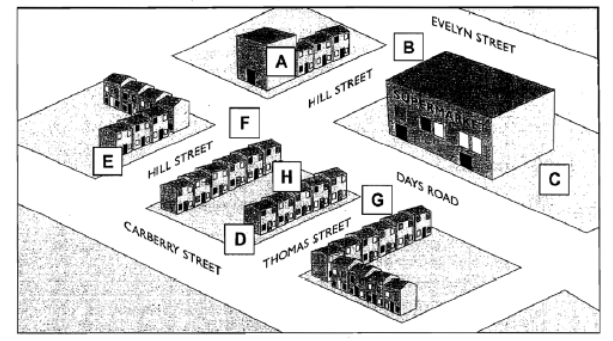 EVELYN STREET
B
A
HILL STREET
SUPERMARKET
F
E
HILL STREET
H
C
DAYS ROAD
G
D
THOMAS STREET
CARBERRY STREET